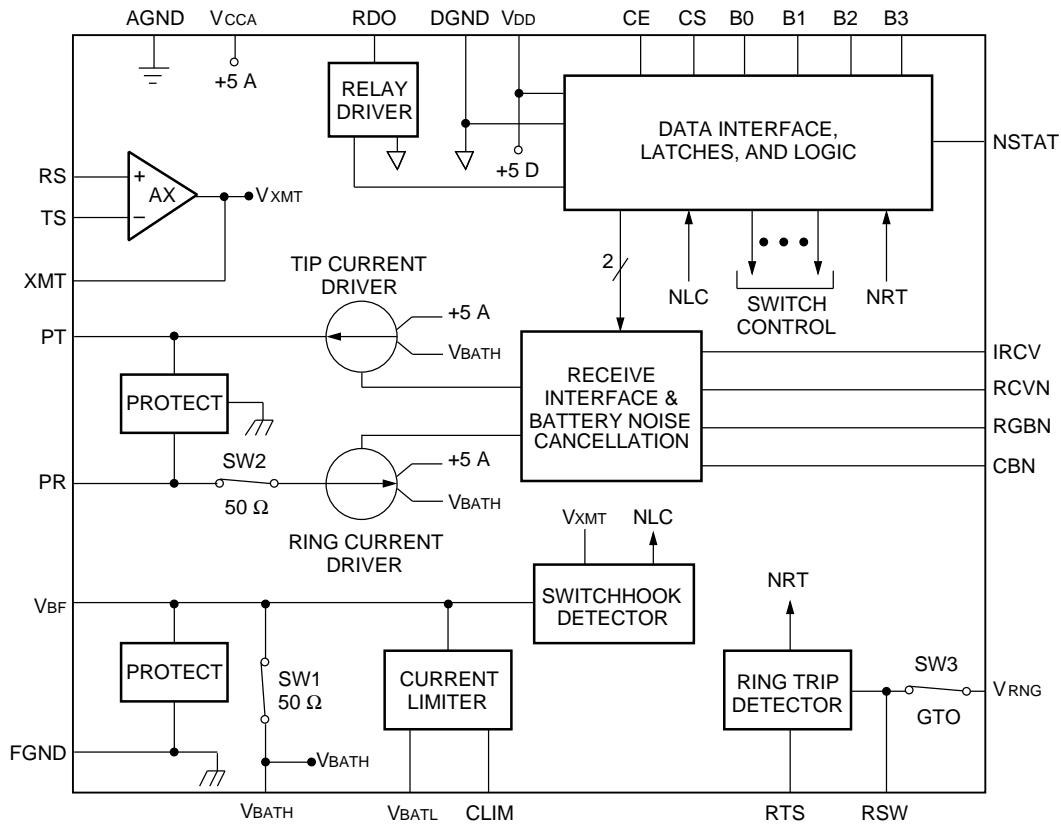 AGND
VCCA
RDO
DGND
VDD
CE
CS
B0
B1
B2
B3
+5 A
RELAY
DRIVER
+5 D
DATA INTERFACE,
LATCHES, AND LOGIC
NSTAT
RS
TS
+
AX
–
VXMT
XMT
2
NLC
SWITCH
CONTROL
NRT
TIP CURRENT
DRIVER
PT
+5 A
VBATH
PROTECT
RECEIVE
INTERFACE &
BATTERY NOISE
CANCELLATION
IRCV
RCVN
RGBN
CBN
PR
SW2
50 Ω
+5 A
VBATH
RING CURRENT
DRIVER
VXMT
NLC
SWITCHHOOK
DETECTOR
VBF
NRT
PROTECT
SW1
50 Ω
CURRENT
LIMITER
RING TRIP
DETECTOR
SW3
GTO
VRNG
FGND
VBATH
VBATH
VBATL
CLIM
RTS
RSW